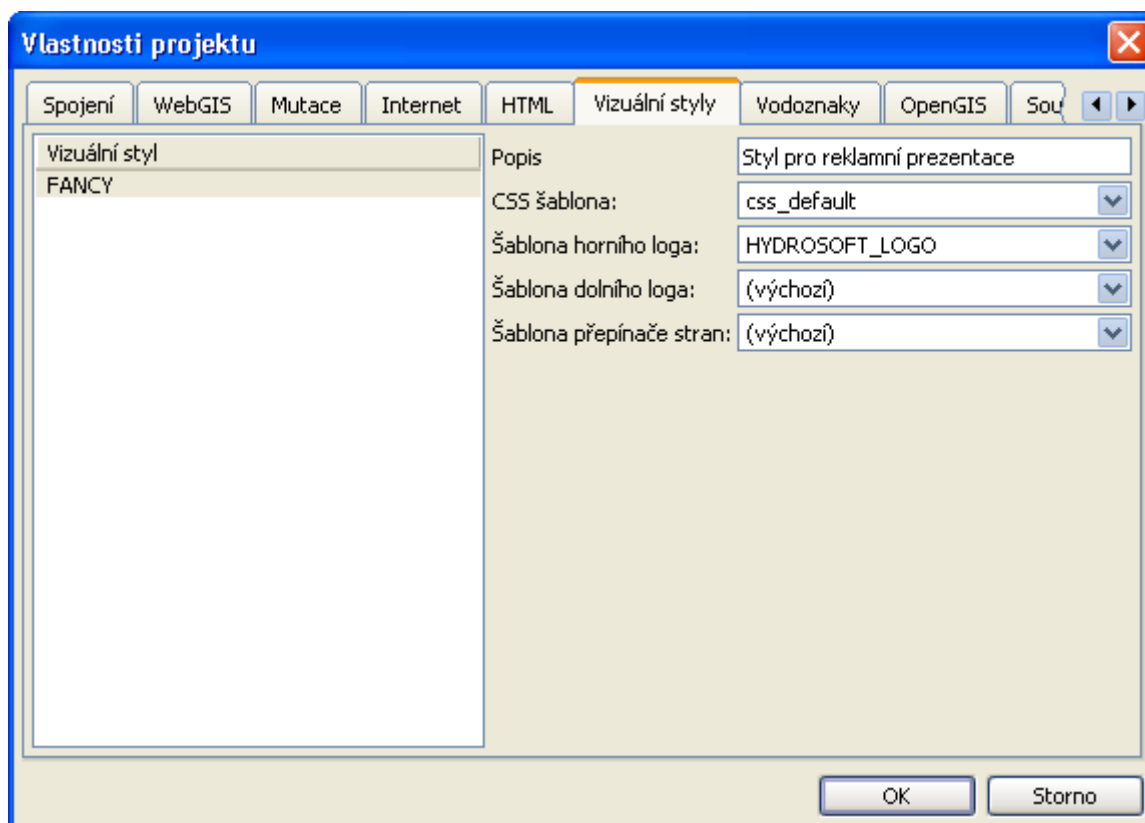 Vlastnosti projektu
Spojení WebGIS Mutace Internet HTML Vizuální styly Vodoznaky OpenGIS Sou
Vizuální styl
FANCY
Popis Styl pro reklamní prezentace
CSS šablona: css_default
Šablona horního loga: HYDROSOFT_LOGO
Šablona dolního loga: (výchozí)
Šablona přepínače stran: (výchozí)
OK Storno